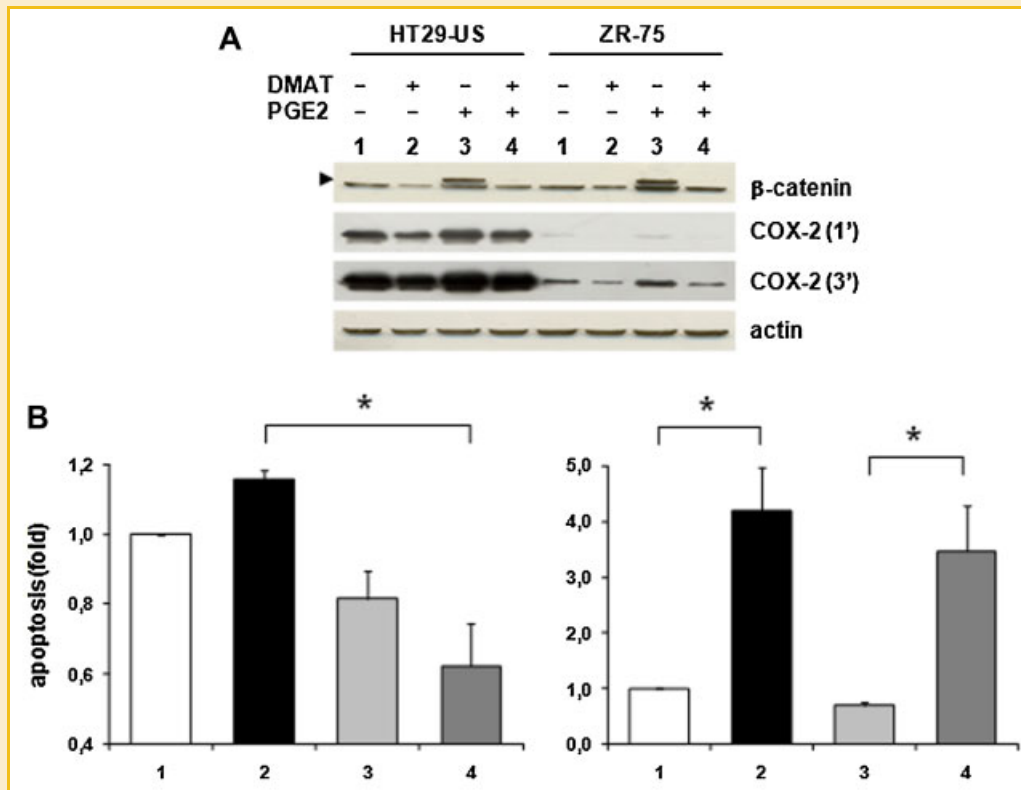 A
HT29-US ZR-75
DMAT – + – + – + – +
PGE2 – – + + – – + +
1 2 3 4 1 2 3 4
β-catenin
COX-2 (1’)
COX-2 (3’)
actin
B
*
* *
apoptosis (fold)
1,2
1,0
0,8
0,6
0,4
1 2 3 4
5,0
4,0
3,0
2,0
1,0
0,0
1 2 3 4